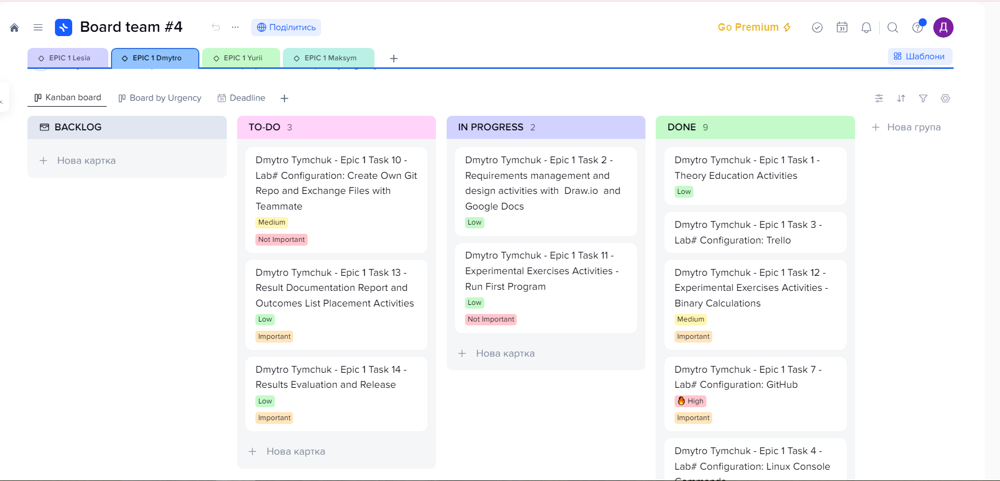 Board team #4
Поділитись
Go Premium
31
Д
EPIC 1 Lesia
EPIC 1 Dmytro
EPIC 1 Yurii
EPIC 1 Maksym
Шаблони
Kanban board
Board by Urgency
Deadline
BACKLOG
Нова картка
TO-DO 3
Dmytro Tymchuk - Epic 1 Task 10 -
Lab# Configuration: Create Own Git
Repo and Exchange Files with
Teammate
Medium
Not Important
Dmytro Tymchuk - Epic 1 Task 13 -
Result Documentation Report and
Outcomes List Placement Activities
Low
Important
Dmytro Tymchuk - Epic 1 Task 14 -
Results Evaluation and Release
Low
Important
Нова картка
IN PROGRESS 2
Dmytro Tymchuk - Epic 1 Task 2 -
Requirements management and
design activities with Draw.io and
Google Docs
Low
Dmytro Tymchuk - Epic 1 Task 11 -
Experimental Exercises Activities -
Run First Program
Low
Not Important
Нова картка
DONE 9
Dmytro Tymchuk - Epic 1 Task 1 -
Theory Education Activities
Low
Dmytro Tymchuk - Epic 1 Task 3 -
Lab# Configuration: Trello
Dmytro Tymchuk - Epic 1 Task 12 -
Experimental Exercises Activities -
Binary Calculations
Medium
Important
Dmytro Tymchuk - Epic 1 Task 7 -
Lab# Configuration: GitHub
High
Important
Dmytro Tymchuk - Epic 1 Task 4 -
Lab# Configuration: Linux Console
Commands
Нова група